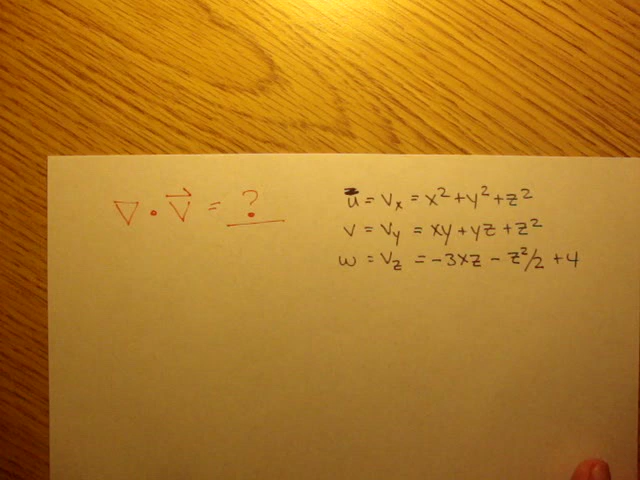 ∇ • V⃗ = ?
u = Vx = x² + y² + z²
v = Vy = xy + yz + z²
w = Vz = -3xz - z²/2 + 4